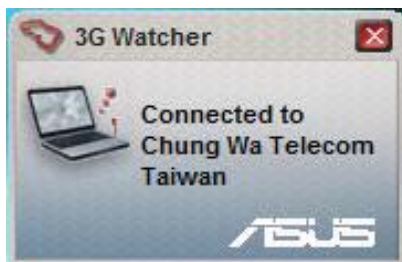 3G Watcher
Connected to
Chung Wa Telecom
Taiwan
ASUS